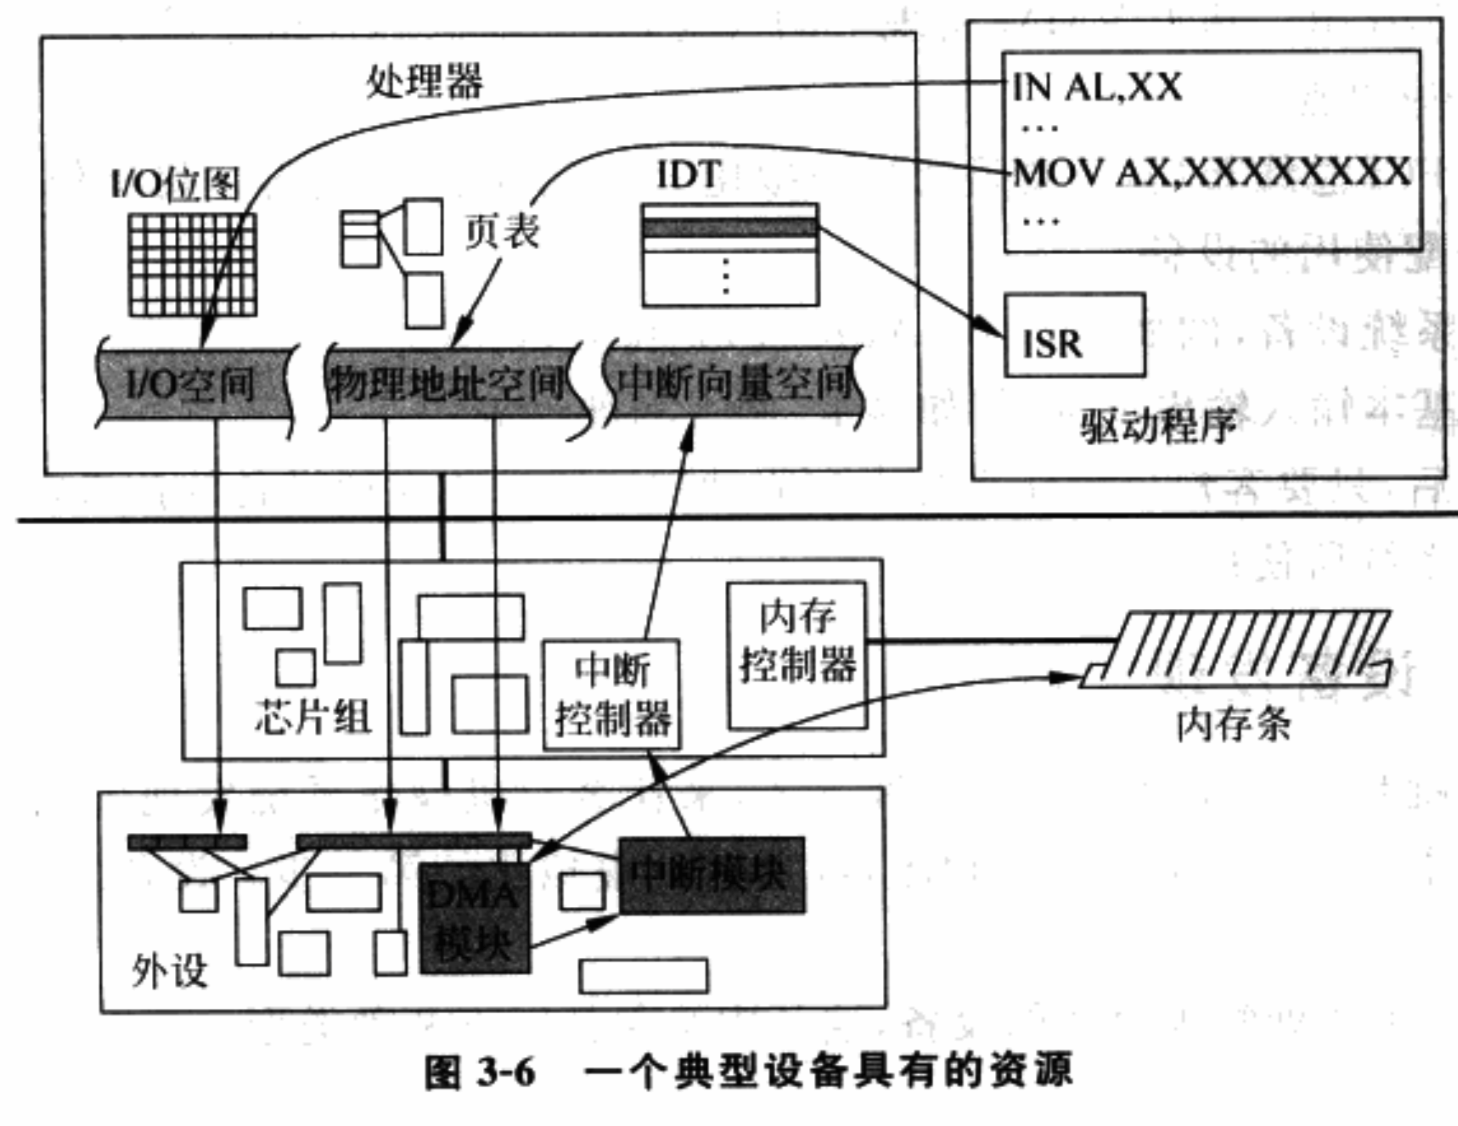 处理器
IN AL,XX
...
I/O位图
IDT
MOV AX,XXXXXXXX
页表
...
⋮
ISR
I/O空间
物理地址空间
中断向量空间
驱动程序
内存
控制器
中断
控制器
芯片组
内存条
DMA
模块
中断模块
外设
图 3-6 一个典型设备具有的资源